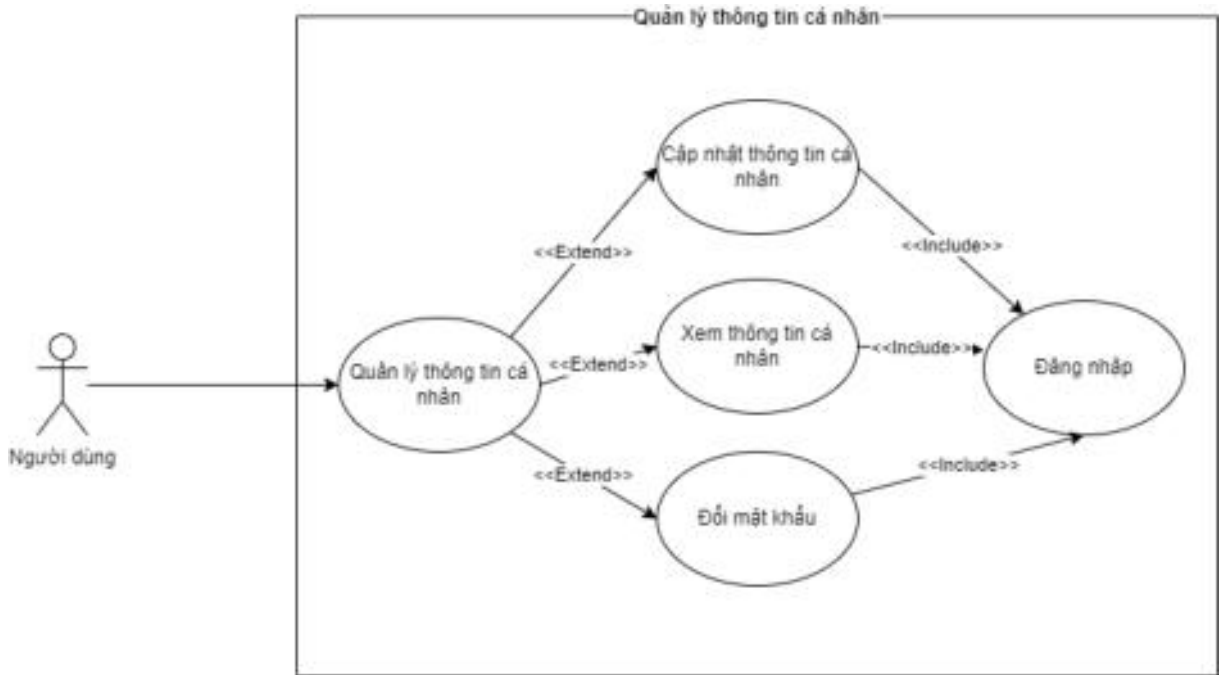 Quản lý thông tin cá nhân
Cập nhật thông tin cá
nhân
<<Extend>>
<<Include>>
Xem thông tin cá
nhân
<<Extend>>
<<Include>>
Quản lý thông tin cá
nhân
Đăng nhập
Người dùng
<<Extend>>
<<Include>>
Đổi mật khẩu